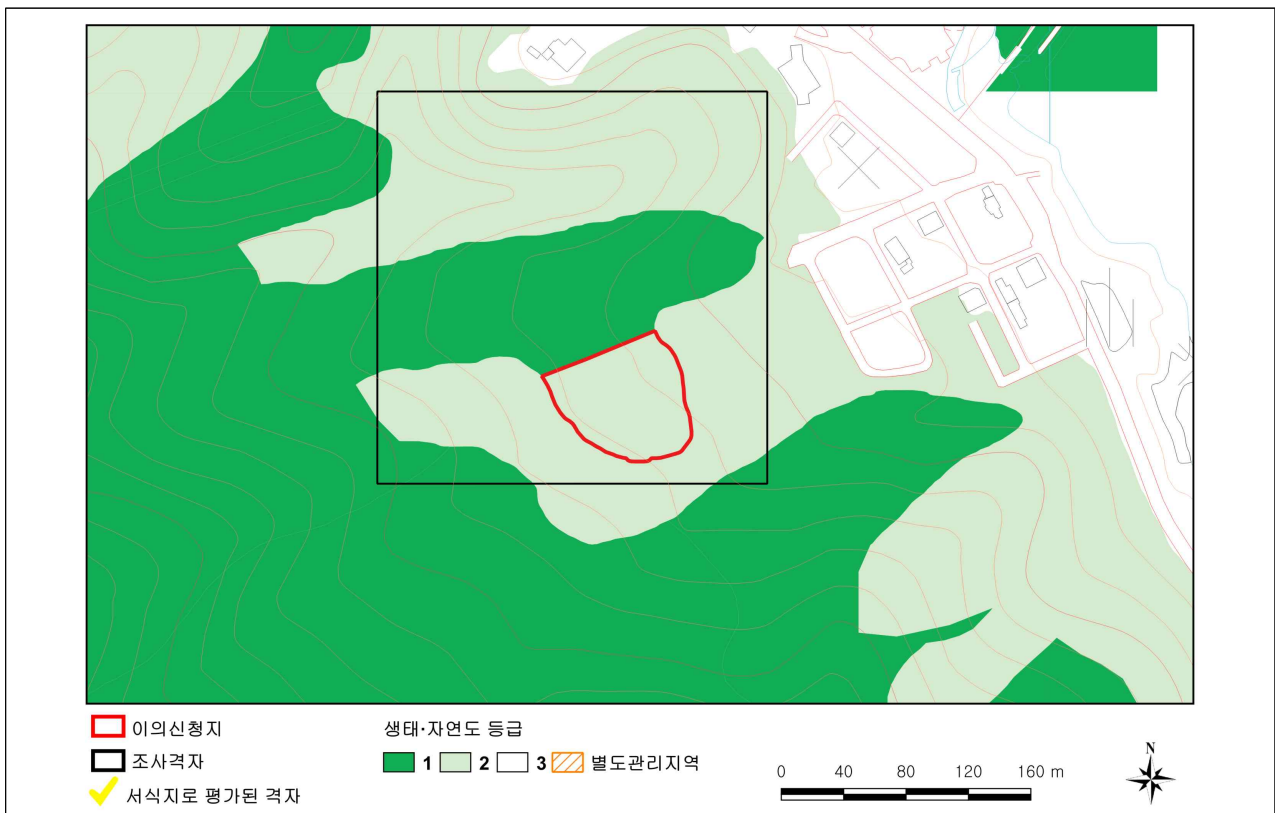 이의신청지
조사격자
서식지로 평가된 격자
생태·자연도 등급
1 2 3 별도관리지역
0 40 80 120 160 m
N